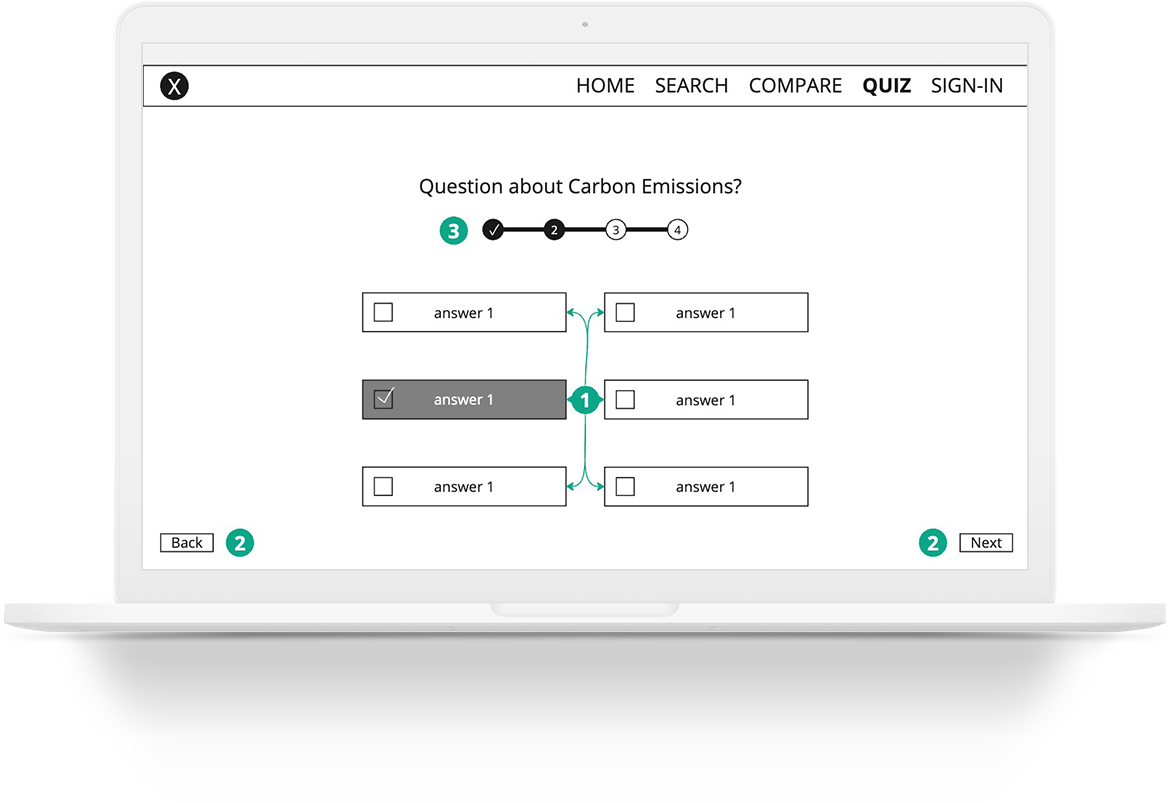 X HOME SEARCH COMPARE QUIZ SIGN-IN
Question about Carbon Emissions?
3 2 3 4
answer 1 answer 1
answer 1 1 answer 1
answer 1 answer 1
Back 2 2 Next